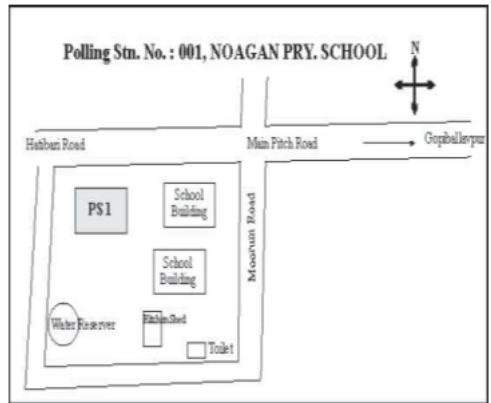 Polling Stn. No. : 001, NOAGAN PRY. SCHOOL
N
Hatibari Road
Main Pitch Road
Gopiballavpur
PS1
School
Building
Moorum Road
School
Building
Water Reserver
Kitchen Shed
Toilet